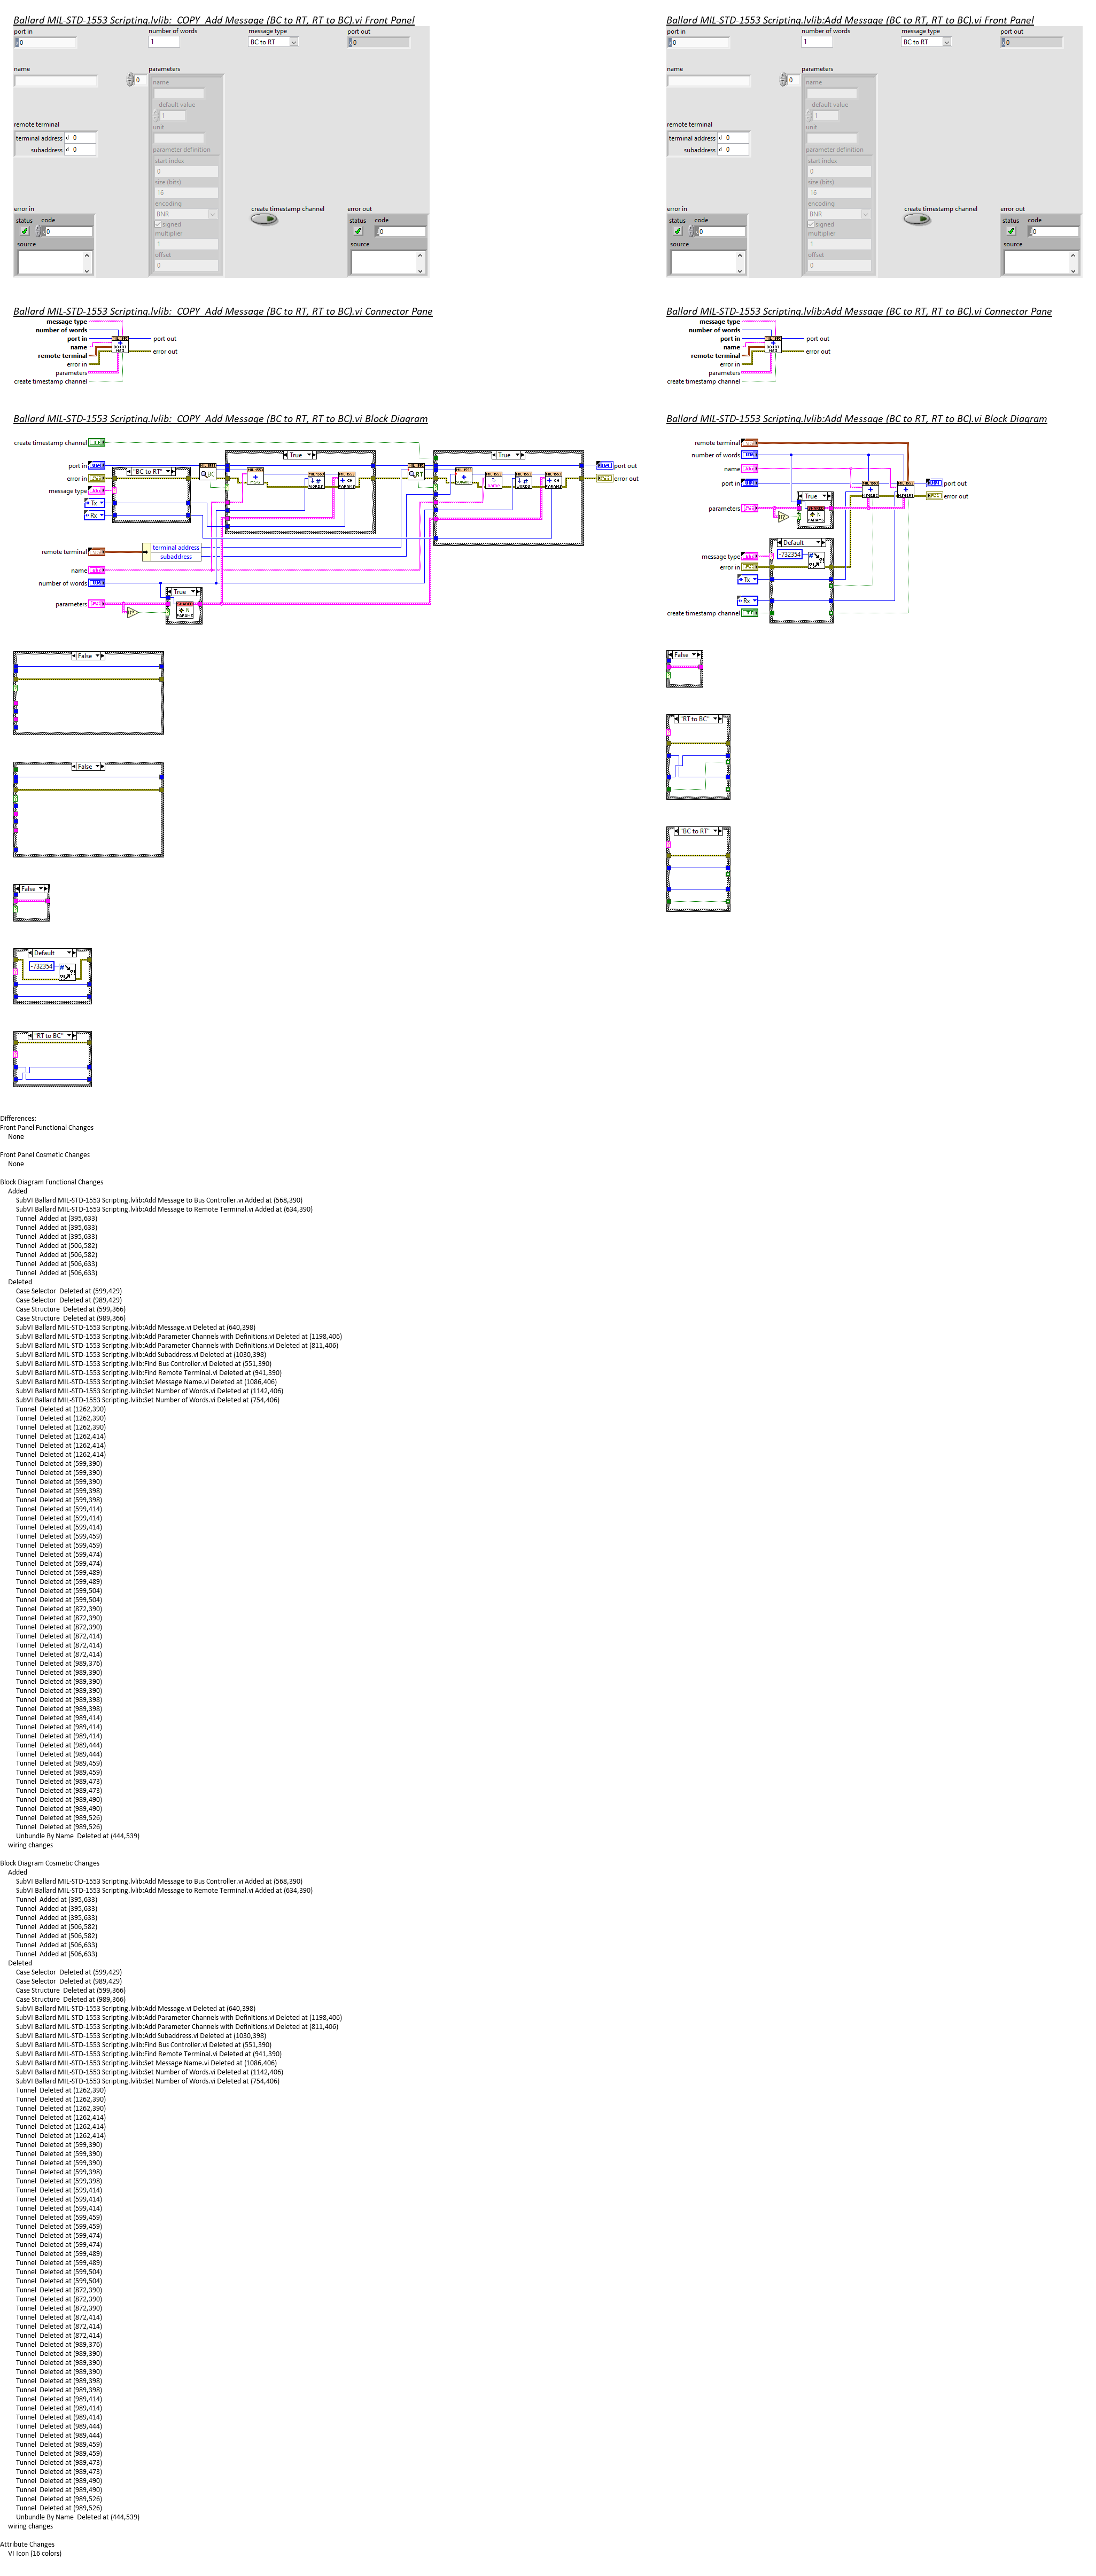 Ballard MIL-STD-1553 Scripting.lvlib:_COPY_Add Message (BC to RT, RT to BC).vi Front Panel
port in
0
number of words
1
message type
BC to RT
port out
0
name
0
parameters
name
default value
1
unit
parameter definition
start index
0
size (bits)
16
encoding
BNR
signed
multiplier
1
offset
0
remote terminal
terminal address 0
subaddress 0
error in
status code
0
source
create timestamp channel
error out
status code
0
source
Ballard MIL-STD-1553 Scripting.lvlib:Add Message (BC to RT, RT to BC).vi Front Panel
port in
0
number of words
1
message type
BC to RT
port out
0
name
0
parameters
name
default value
1
unit
parameter definition
start index
0
size (bits)
16
encoding
BNR
signed
multiplier
1
offset
0
remote terminal
terminal address 0
subaddress 0
error in
status code
0
source
create timestamp channel
error out
status code
0
source
Ballard MIL-STD-1553 Scripting.lvlib:_COPY_Add Message (BC to RT, RT to BC).vi Connector Pane
message type
number of words
port in
name
remote terminal
error in
parameters
create timestamp channel
port out
error out
Ballard MIL-STD-1553 Scripting.lvlib:Add Message (BC to RT, RT to BC).vi Connector Pane
message type
number of words
port in
name
remote terminal
error in
parameters
create timestamp channel
port out
error out
Ballard MIL-STD-1553 Scripting.lvlib:_COPY_Add Message (BC to RT, RT to BC).vi Block Diagram
create timestamp channel
port in
error in
message type
"BC to RT"
Tx
Rx
True
True
port out
error out
remote terminal
terminal address
subaddress
name
number of words
True
parameters
False
False
False
Default
-732354
"RT to BC"
Ballard MIL-STD-1553 Scripting.lvlib:Add Message (BC to RT, RT to BC).vi Block Diagram
remote terminal
number of words
name
port in
port out
error out
True
parameters
Default
message type
-732354
error in
Tx
Rx
create timestamp channel
False
"RT to BC"
"BC to RT"
Differences:
Front Panel Functional Changes
None
Front Panel Cosmetic Changes
None
Block Diagram Functional Changes
Added
SubVI Ballard MIL-STD-1553 Scripting.lvlib:Add Message to Bus Controller.vi Added at (568,390)
SubVI Ballard MIL-STD-1553 Scripting.lvlib:Add Message to Remote Terminal.vi Added at (634,390)
Tunnel Added at (395,633)
Tunnel Added at (395,633)
Tunnel Added at (395,633)
Tunnel Added at (506,582)
Tunnel Added at (506,582)
Tunnel Added at (506,633)
Tunnel Added at (506,633)
Deleted
Case Selector Deleted at (599,429)
Case Selector Deleted at (989,429)
Case Structure Deleted at (599,366)
Case Structure Deleted at (989,366)
SubVI Ballard MIL-STD-1553 Scripting.lvlib:Add Message.vi Deleted at (640,398)
SubVI Ballard MIL-STD-1553 Scripting.lvlib:Add Parameter Channels with Definitions.vi Deleted at (1198,406)
SubVI Ballard MIL-STD-1553 Scripting.lvlib:Add Parameter Channels with Definitions.vi Deleted at (811,406)
SubVI Ballard MIL-STD-1553 Scripting.lvlib:Add Subaddress.vi Deleted at (1030,398)
SubVI Ballard MIL-STD-1553 Scripting.lvlib:Find Bus Controller.vi Deleted at (551,390)
SubVI Ballard MIL-STD-1553 Scripting.lvlib:Find Remote Terminal.vi Deleted at (941,390)
SubVI Ballard MIL-STD-1553 Scripting.lvlib:Set Message Name.vi Deleted at (1086,406)
SubVI Ballard MIL-STD-1553 Scripting.lvlib:Set Number of Words.vi Deleted at (1142,406)
SubVI Ballard MIL-STD-1553 Scripting.lvlib:Set Number of Words.vi Deleted at (754,406)
Tunnel Deleted at (1262,390)
Tunnel Deleted at (1262,390)
Tunnel Deleted at (1262,390)
Tunnel Deleted at (1262,414)
Tunnel Deleted at (1262,414)
Tunnel Deleted at (1262,414)
Tunnel Deleted at (599,390)
Tunnel Deleted at (599,390)
Tunnel Deleted at (599,390)
Tunnel Deleted at (599,398)
Tunnel Deleted at (599,398)
Tunnel Deleted at (599,414)
Tunnel Deleted at (599,414)
Tunnel Deleted at (599,414)
Tunnel Deleted at (599,459)
Tunnel Deleted at (599,459)
Tunnel Deleted at (599,474)
Tunnel Deleted at (599,474)
Tunnel Deleted at (599,489)
Tunnel Deleted at (599,489)
Tunnel Deleted at (599,504)
Tunnel Deleted at (599,504)
Tunnel Deleted at (872,390)
Tunnel Deleted at (872,390)
Tunnel Deleted at (872,390)
Tunnel Deleted at (872,414)
Tunnel Deleted at (872,414)
Tunnel Deleted at (872,414)
Tunnel Deleted at (989,376)
Tunnel Deleted at (989,390)
Tunnel Deleted at (989,390)
Tunnel Deleted at (989,390)
Tunnel Deleted at (989,398)
Tunnel Deleted at (989,398)
Tunnel Deleted at (989,414)
Tunnel Deleted at (989,414)
Tunnel Deleted at (989,414)
Tunnel Deleted at (989,444)
Tunnel Deleted at (989,444)
Tunnel Deleted at (989,459)
Tunnel Deleted at (989,459)
Tunnel Deleted at (989,473)
Tunnel Deleted at (989,473)
Tunnel Deleted at (989,490)
Tunnel Deleted at (989,490)
Tunnel Deleted at (989,526)
Tunnel Deleted at (989,526)
Unbundle By Name Deleted at (444,539)
wiring changes
Block Diagram Cosmetic Changes
Added
SubVI Ballard MIL-STD-1553 Scripting.lvlib:Add Message to Bus Controller.vi Added at (568,390)
SubVI Ballard MIL-STD-1553 Scripting.lvlib:Add Message to Remote Terminal.vi Added at (634,390)
Tunnel Added at (395,633)
Tunnel Added at (395,633)
Tunnel Added at (395,633)
Tunnel Added at (506,582)
Tunnel Added at (506,582)
Tunnel Added at (506,633)
Tunnel Added at (506,633)
Deleted
Case Selector Deleted at (599,429)
Case Selector Deleted at (989,429)
Case Structure Deleted at (599,366)
Case Structure Deleted at (989,366)
SubVI Ballard MIL-STD-1553 Scripting.lvlib:Add Message.vi Deleted at (640,398)
SubVI Ballard MIL-STD-1553 Scripting.lvlib:Add Parameter Channels with Definitions.vi Deleted at (1198,406)
SubVI Ballard MIL-STD-1553 Scripting.lvlib:Add Parameter Channels with Definitions.vi Deleted at (811,406)
SubVI Ballard MIL-STD-1553 Scripting.lvlib:Add Subaddress.vi Deleted at (1030,398)
SubVI Ballard MIL-STD-1553 Scripting.lvlib:Find Bus Controller.vi Deleted at (551,390)
SubVI Ballard MIL-STD-1553 Scripting.lvlib:Find Remote Terminal.vi Deleted at (941,390)
SubVI Ballard MIL-STD-1553 Scripting.lvlib:Set Message Name.vi Deleted at (1086,406)
SubVI Ballard MIL-STD-1553 Scripting.lvlib:Set Number of Words.vi Deleted at (1142,406)
SubVI Ballard MIL-STD-1553 Scripting.lvlib:Set Number of Words.vi Deleted at (754,406)
Tunnel Deleted at (1262,390)
Tunnel Deleted at (1262,390)
Tunnel Deleted at (1262,390)
Tunnel Deleted at (1262,414)
Tunnel Deleted at (1262,414)
Tunnel Deleted at (1262,414)
Tunnel Deleted at (599,390)
Tunnel Deleted at (599,390)
Tunnel Deleted at (599,390)
Tunnel Deleted at (599,398)
Tunnel Deleted at (599,398)
Tunnel Deleted at (599,414)
Tunnel Deleted at (599,414)
Tunnel Deleted at (599,414)
Tunnel Deleted at (599,459)
Tunnel Deleted at (599,459)
Tunnel Deleted at (599,474)
Tunnel Deleted at (599,474)
Tunnel Deleted at (599,489)
Tunnel Deleted at (599,489)
Tunnel Deleted at (599,504)
Tunnel Deleted at (599,504)
Tunnel Deleted at (872,390)
Tunnel Deleted at (872,390)
Tunnel Deleted at (872,390)
Tunnel Deleted at (872,414)
Tunnel Deleted at (872,414)
Tunnel Deleted at (872,414)
Tunnel Deleted at (989,376)
Tunnel Deleted at (989,390)
Tunnel Deleted at (989,390)
Tunnel Deleted at (989,390)
Tunnel Deleted at (989,398)
Tunnel Deleted at (989,398)
Tunnel Deleted at (989,414)
Tunnel Deleted at (989,414)
Tunnel Deleted at (989,414)
Tunnel Deleted at (989,444)
Tunnel Deleted at (989,444)
Tunnel Deleted at (989,459)
Tunnel Deleted at (989,459)
Tunnel Deleted at (989,473)
Tunnel Deleted at (989,473)
Tunnel Deleted at (989,490)
Tunnel Deleted at (989,490)
Tunnel Deleted at (989,526)
Tunnel Deleted at (989,526)
Unbundle By Name Deleted at (444,539)
wiring changes
Attribute Changes
VI Icon (16 colors)